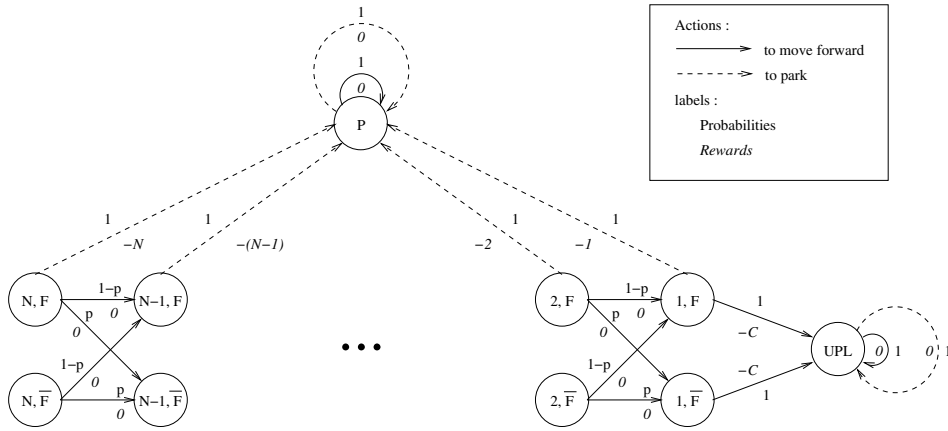 1
0
1
0
P
Actions :
to move forward
to park
labels :
Probabilities
Rewards
1
−N
1
−(N−1)
1
−2
1
−1
N, F
1−p
0
N−1, F
p
0
1−p
0
N, F̅
p
0
N−1, F̅
•••
2, F
1−p
0
1, F
p
0
1−p
0
2, F̅
p
0
1, F̅
1
−C
−C
1
UPL
0 1
0 1